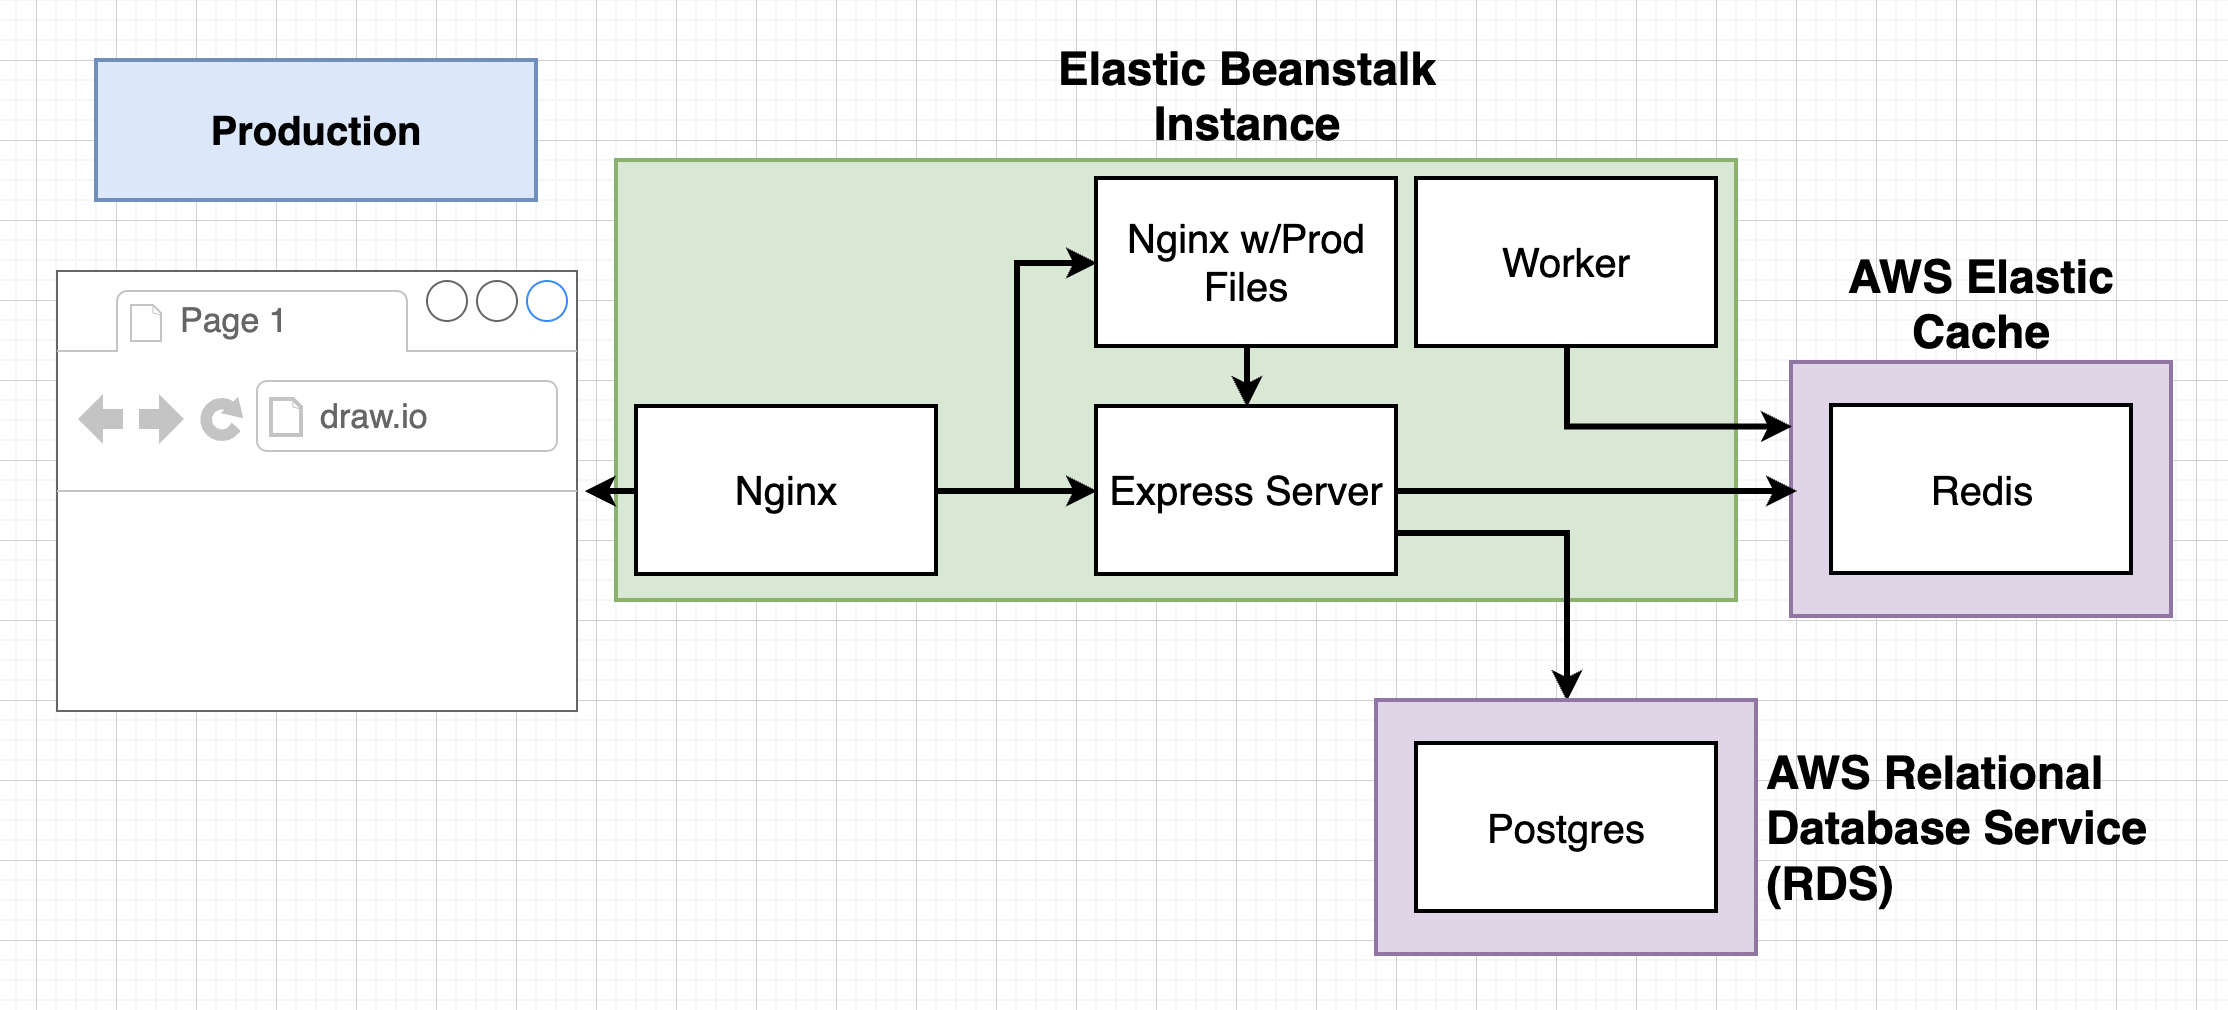 Production
Elastic Beanstalk
Instance
Page 1
draw.io
Nginx
Nginx w/Prod
Files
Worker
Express Server
AWS Elastic
Cache
Redis
Postgres
AWS Relational
Database Service
(RDS)